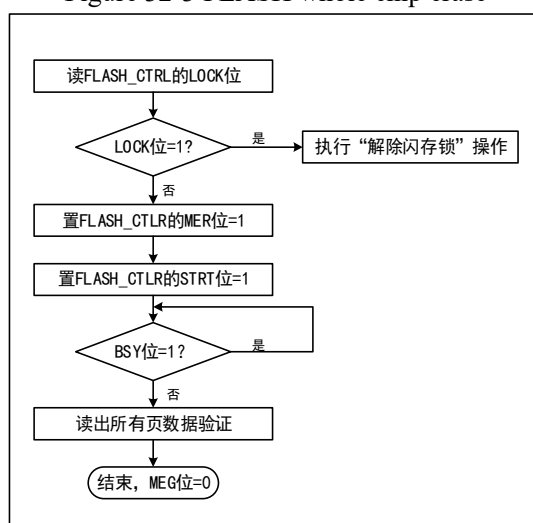 Figure 32-3 FLASH whole chip erase
读FLASH_CTRL的LOCK位
LOCK位=1?
是
执行“解除闪存锁”操作
否
置FLASH_CTLR的MER位=1
置FLASH_CTLR的STRT位=1
BSY位=1?
是
否
读出所有页数据验证
结束，MEG位=0